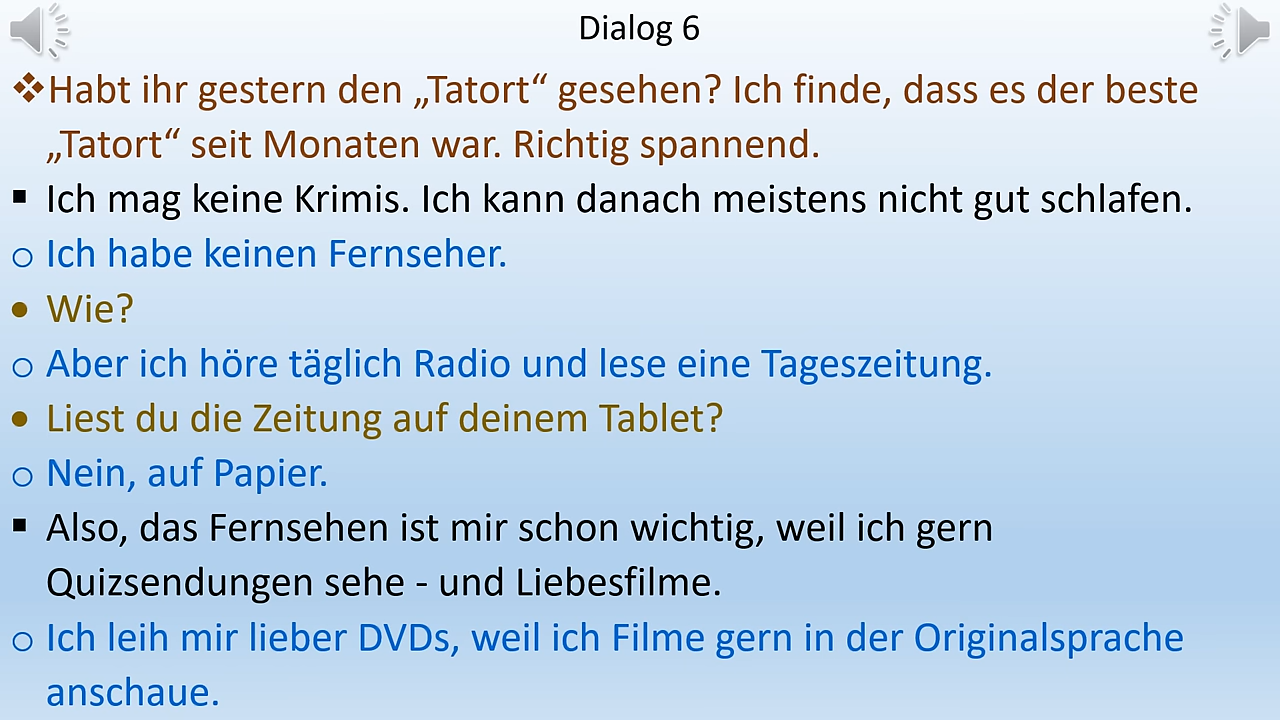 Dialog 6
❖Habt ihr gestern den „Tatort“ gesehen? Ich finde, dass es der beste
„Tatort“ seit Monaten war. Richtig spannend.
▪ Ich mag keine Krimis. Ich kann danach meistens nicht gut schlafen.
o Ich habe keinen Fernseher.
• Wie?
o Aber ich höre täglich Radio und lese eine Tageszeitung.
• Liest du die Zeitung auf deinem Tablet?
o Nein, auf Papier.
▪ Also, das Fernsehen ist mir schon wichtig, weil ich gern
Quizsendungen sehe - und Liebesfilme.
o Ich leih mir lieber DVDs, weil ich Filme gern in der Originalsprache
anschaue.